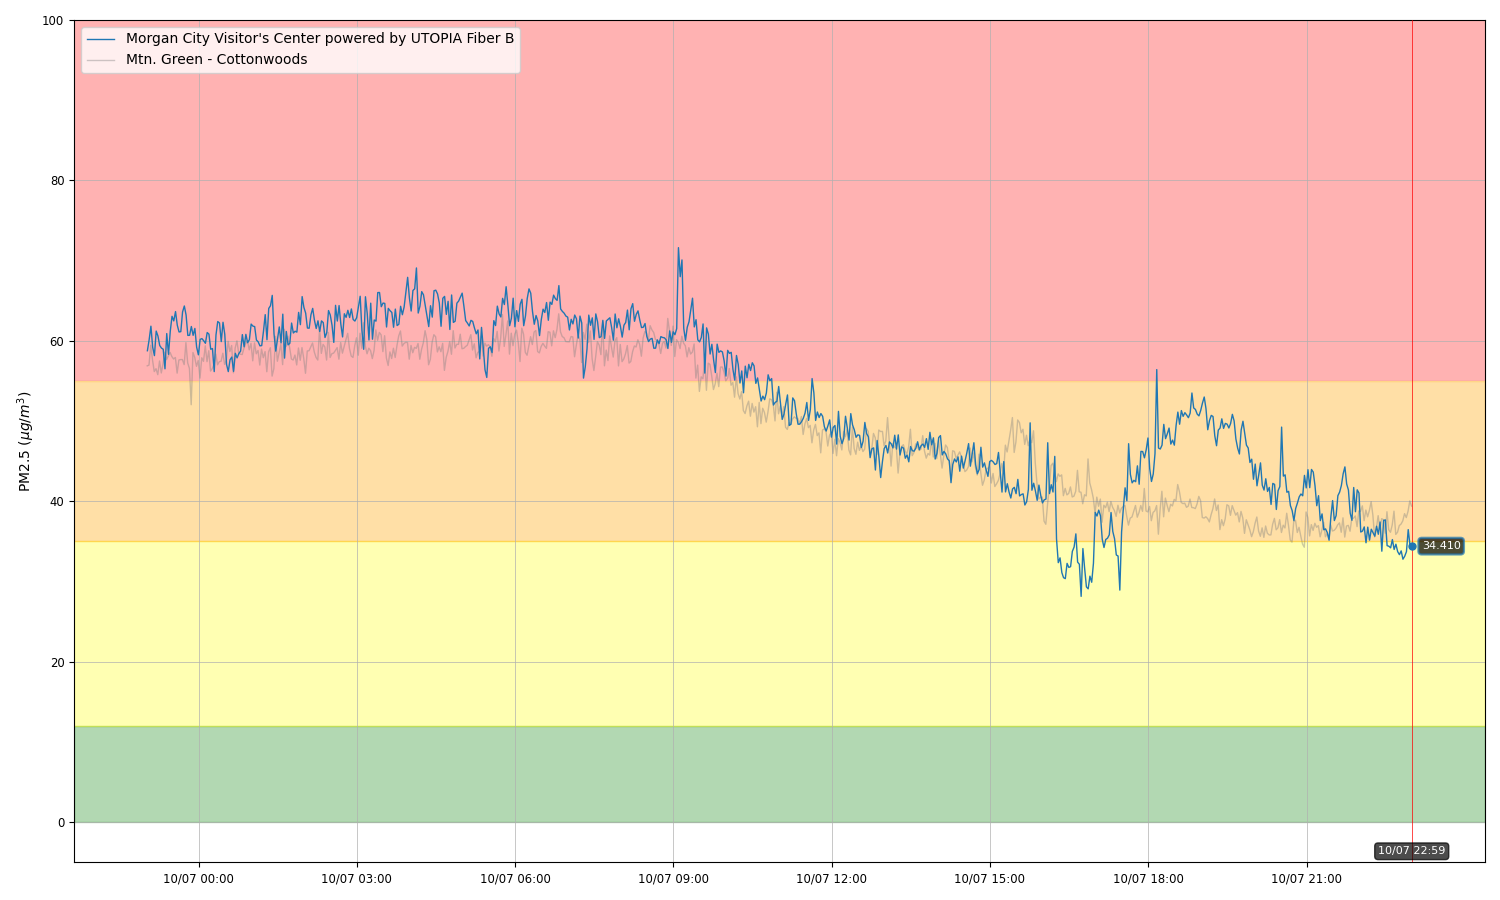 100
Morgan City Visitor's Center powered by UTOPIA Fiber B
Mtn. Green - Cottonwoods
80
60
PM2.5 (μg/m³)
40
34.410
20
0
10/07 22:59
10/07 00:00 10/07 03:00 10/07 06:00 10/07 09:00 10/07 12:00 10/07 15:00 10/07 18:00 10/07 21:00